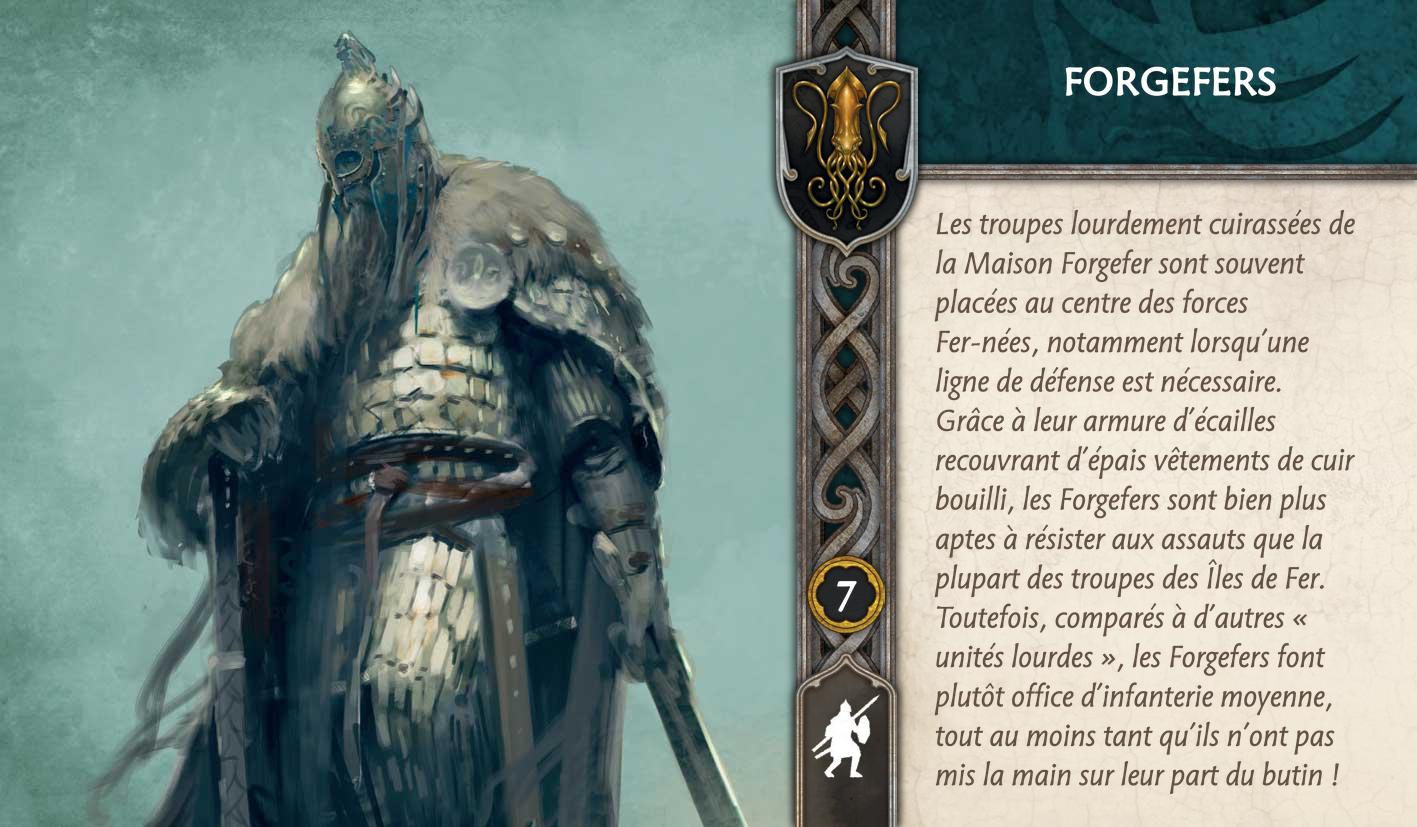 FORGEFERS
Les troupes lourdement cuirassées de
la Maison Forgefer sont souvent
placées au centre des forces
Fer-nées, notamment lorsqu’une
ligne de défense est nécessaire.
Grâce à leur armure d’écailles
recouvrant d’épais vêtements de cuir
bouilli, les Forgefers sont bien plus
aptes à résister aux assauts que la
plupart des troupes des Îles de Fer.
Toutefois, comparés à d’autres «
unités lourdes », les Forgefers font
plutôt office d’infanterie moyenne,
tout au moins tant qu’ils n’ont pas
mis la main sur leur part du butin !
7